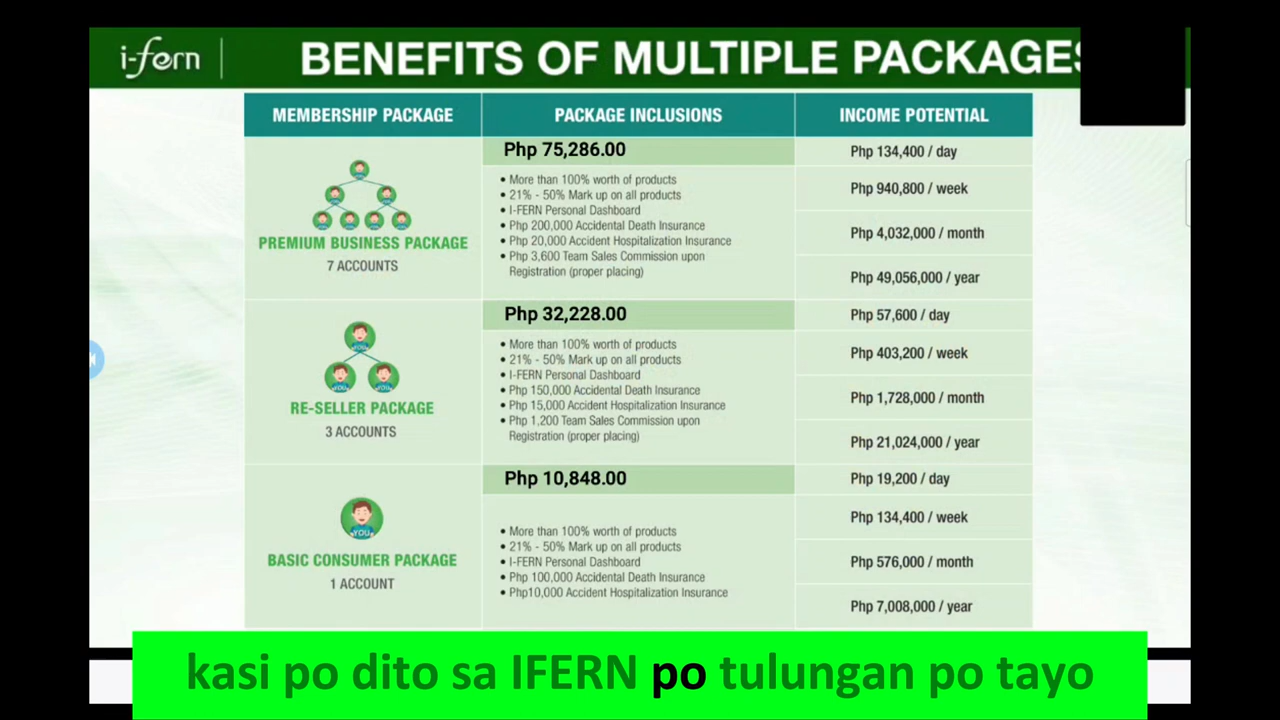 i-fern
BENEFITS OF MULTIPLE PACKAGES
MEMBERSHIP PACKAGE
PACKAGE INCLUSIONS
INCOME POTENTIAL
PREMIUM BUSINESS PACKAGE
7 ACCOUNTS
Php 75,286.00
• More than 100% worth of products
• 21% - 50% Mark up on all products
• I-FERN Personal Dashboard
• Php 200,000 Accidental Death Insurance
• Php 20,000 Accident Hospitalization Insurance
• Php 3,600 Team Sales Commission upon
Registration (proper placing)
Php 134,400 / day
Php 940,800 / week
Php 4,032,000 / month
Php 49,056,000 / year
YOU
YOU
YOU
RE-SELLER PACKAGE
3 ACCOUNTS
Php 32,228.00
• More than 100% worth of products
• 21% - 50% Mark up on all products
• I-FERN Personal Dashboard
• Php 150,000 Accidental Death Insurance
• Php 15,000 Accident Hospitalization Insurance
• Php 1,200 Team Sales Commission upon
Registration (proper placing)
Php 57,600 / day
Php 403,200 / week
Php 1,728,000 / month
Php 21,024,000 / year
YOU
BASIC CONSUMER PACKAGE
1 ACCOUNT
Php 10,848.00
• More than 100% worth of products
• 21% - 50% Mark up on all products
• I-FERN Personal Dashboard
• Php 100,000 Accidental Death Insurance
• Php10,000 Accident Hospitalization Insurance
Php 19,200 / day
Php 134,400 / week
Php 576,000 / month
Php 7,008,000 / year
kasi po dito sa IFERN po tulungan po tayo